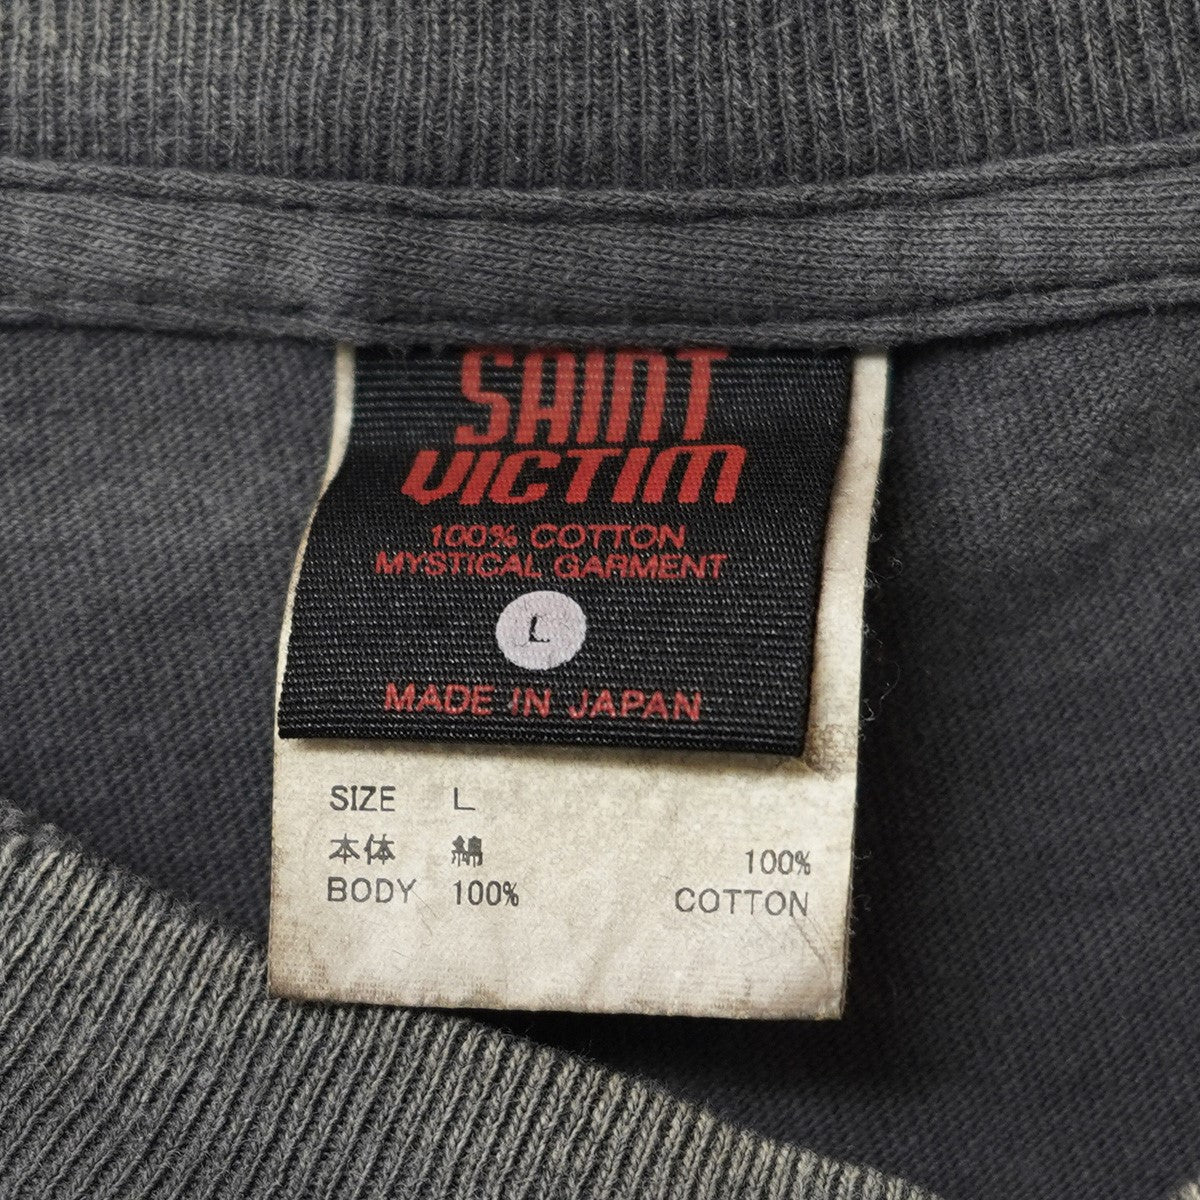 SAINT
VICTIM
100% COTTON
MYSTICAL GARMENT
L
MADE IN JAPAN
SIZE L
本体 綿 100%
BODY 100% COTTON